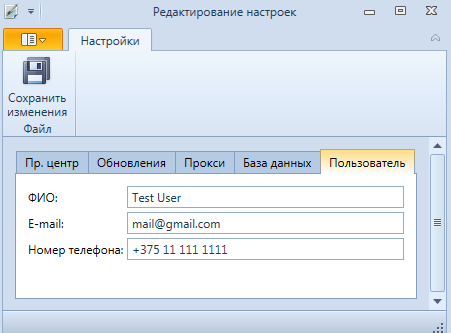 Редактирование настроек
Настройки
Сохранить
изменения
Файл
Пр. центр Обновления Прокси База данных Пользователь
ФИО: Test User
E-mail: mail@gmail.com
Номер телефона: +375 11 111 1111